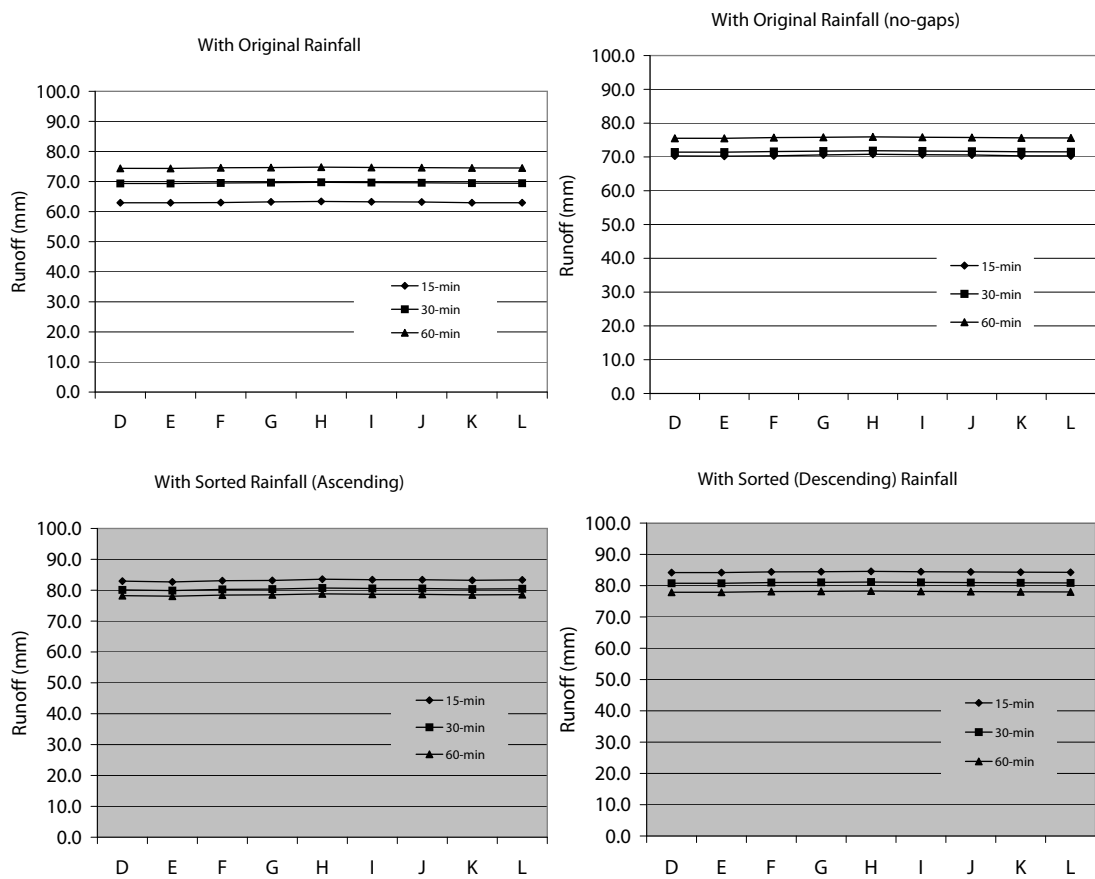 With Original Rainfall
100.0
90.0
80.0
70.0
60.0
50.0
40.0
30.0
20.0
10.0
0.0
Runoff (mm)
15-min
30-min
60-min
D E F G H I J K L
With Original Rainfall (no-gaps)
100.0
90.0
80.0
70.0
60.0
50.0
40.0
30.0
20.0
10.0
0.0
Runoff (mm)
15-min
30-min
60-min
D E F G H I J K L
With Sorted Rainfall (Ascending)
100.0
90.0
80.0
70.0
60.0
50.0
40.0
30.0
20.0
10.0
0.0
Runoff (mm)
15-min
30-min
60-min
D E F G H I J K L
With Sorted (Descending) Rainfall
100.0
90.0
80.0
70.0
60.0
50.0
40.0
30.0
20.0
10.0
0.0
Runoff (mm)
15-min
30-min
60-min
D E F G H I J K L